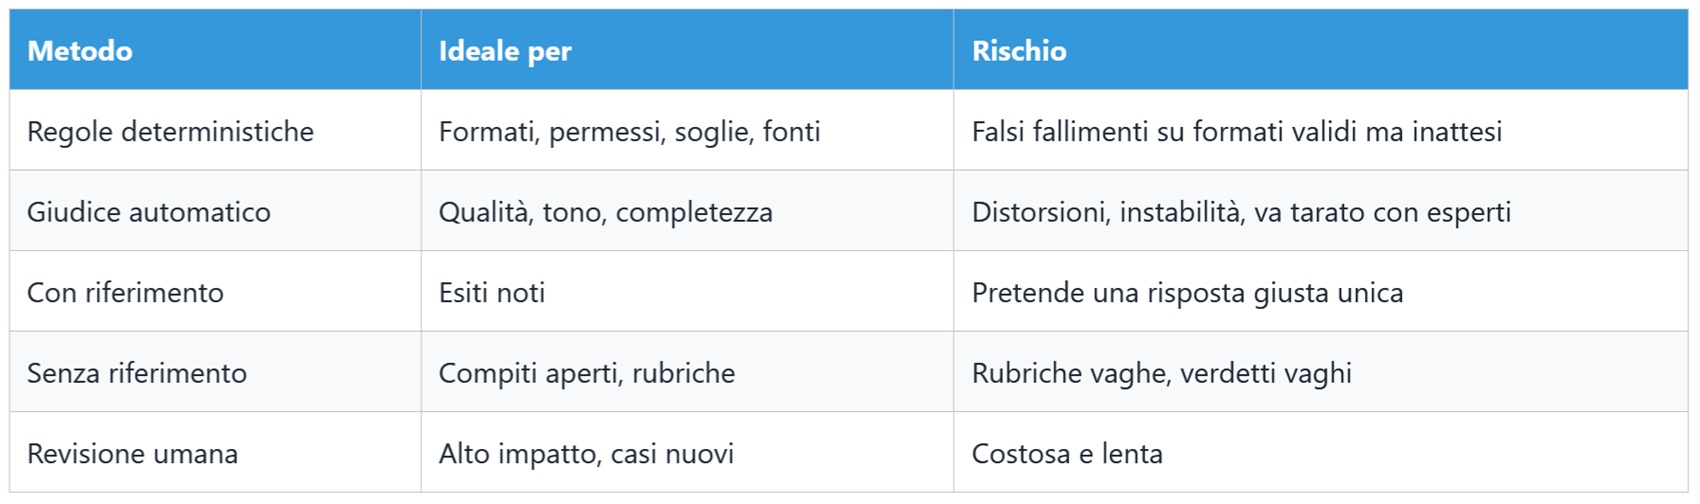 Metodo Ideale per Rischio
Regole deterministiche Formati, permessi, soglie, fonti Falsi fallimenti su formati validi ma inattesi
Giudice automatico Qualità, tono, completezza Distorsioni, instabilità, va tarato con esperti
Con riferimento Esiti noti Pretende una risposta giusta unica
Senza riferimento Compiti aperti, rubriche Rubriche vaghe, verdetti vaghi
Revisione umana Alto impatto, casi nuovi Costosa e lenta